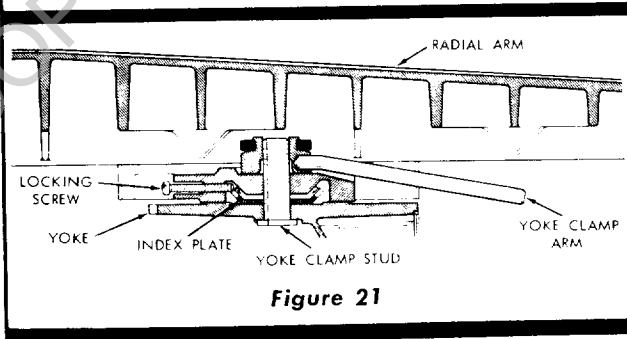 RADIAL ARM
LOCKING
SCREW
YOKE
INDEX PLATE
YOKE CLAMP STUD
YOKE CLAMP
ARM
Figure 21